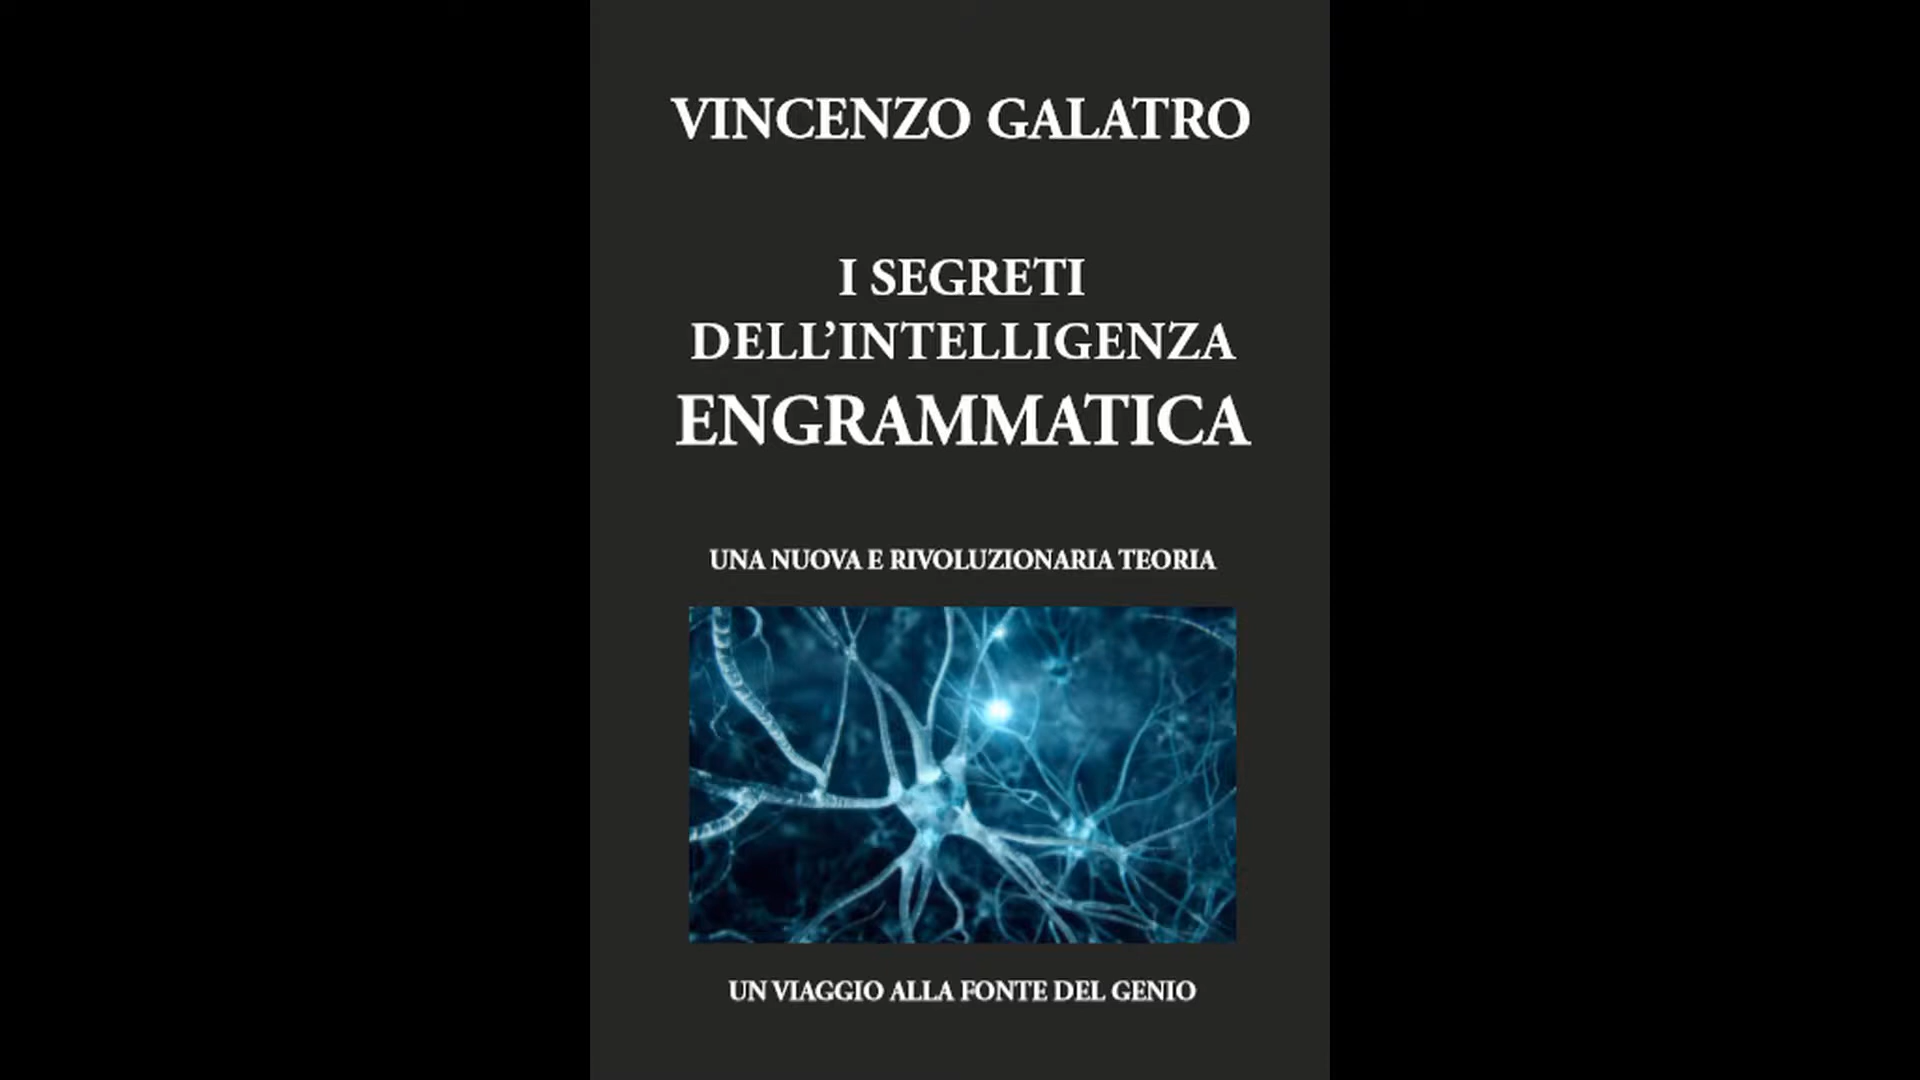 VINCENZO GALATRO
I SEGRETI
DELL’INTELLIGENZA
ENGRAMMATICA
UNA NUOVA E RIVOLUZIONARIA TEORIA
UN VIAGGIO ALLA FONTE DEL GENIO